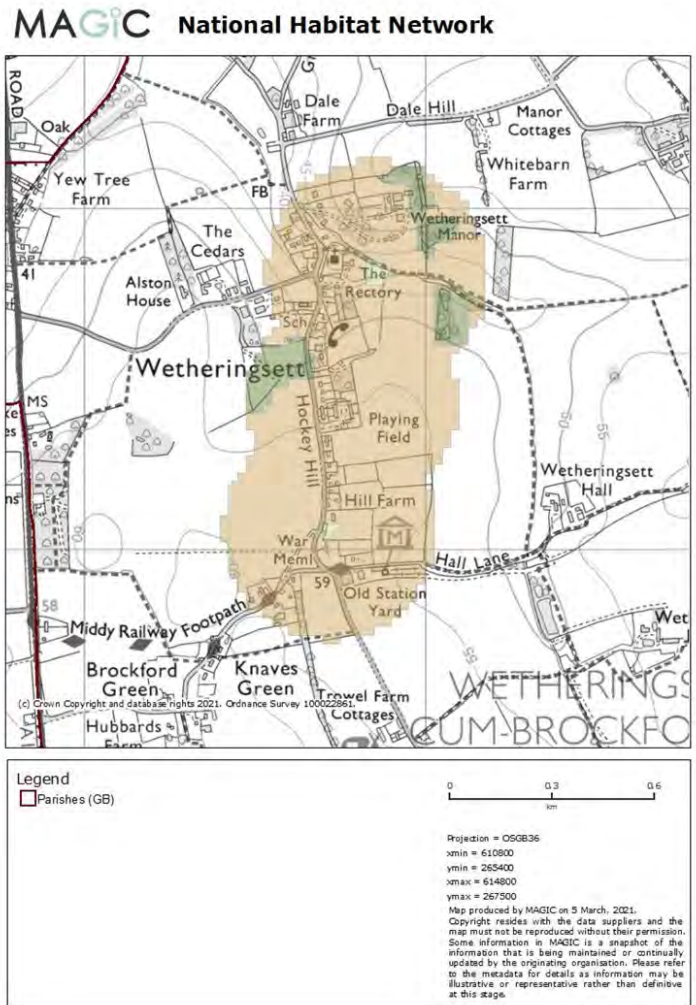 MAGiC National Habitat Network
ROAD
Oak
Dale
Farm
Dale Hill
Manor
Cottages
Whitebarn
Farm
Yew Tree
Farm
FB
45
The
Cedars
Wetheringsett
Manor
41
Alston
House
The
Rectory
Sch
Wetheringsett
MS
Hockey Hill
Playing
Field
50
55
Wetheringsett
Hall
Hill Farm
M
War
Meml
59
Hall Lane
Old Station
Yard
58
60
Middy Railway Footpath
Brockford
Green
Knaves
Green
55
WETHERINGS
CUM-BROCKFO
Trowel Farm
Cottages
(c) Crown Copyright and database rights 2021. Ordnance Survey 100022861.
Hubbards
Farm
Legend
Parishes (GB)
0 0.3 0.6
km
Projection = OSGB36
xmin = 610800
ymin = 265400
xmax = 614800
ymax = 267500
Map produced by MAGIC on 5 March, 2021.
Copyright resides with the data suppliers and the
map must not be reproduced without their permission.
Some information in MAGIC is a snapshot of the
information that is being maintained or continually
updated by the originating organisation. Please refer
to the metadata for details as information may be
illustrative or representative rather than definitive
at this stage.